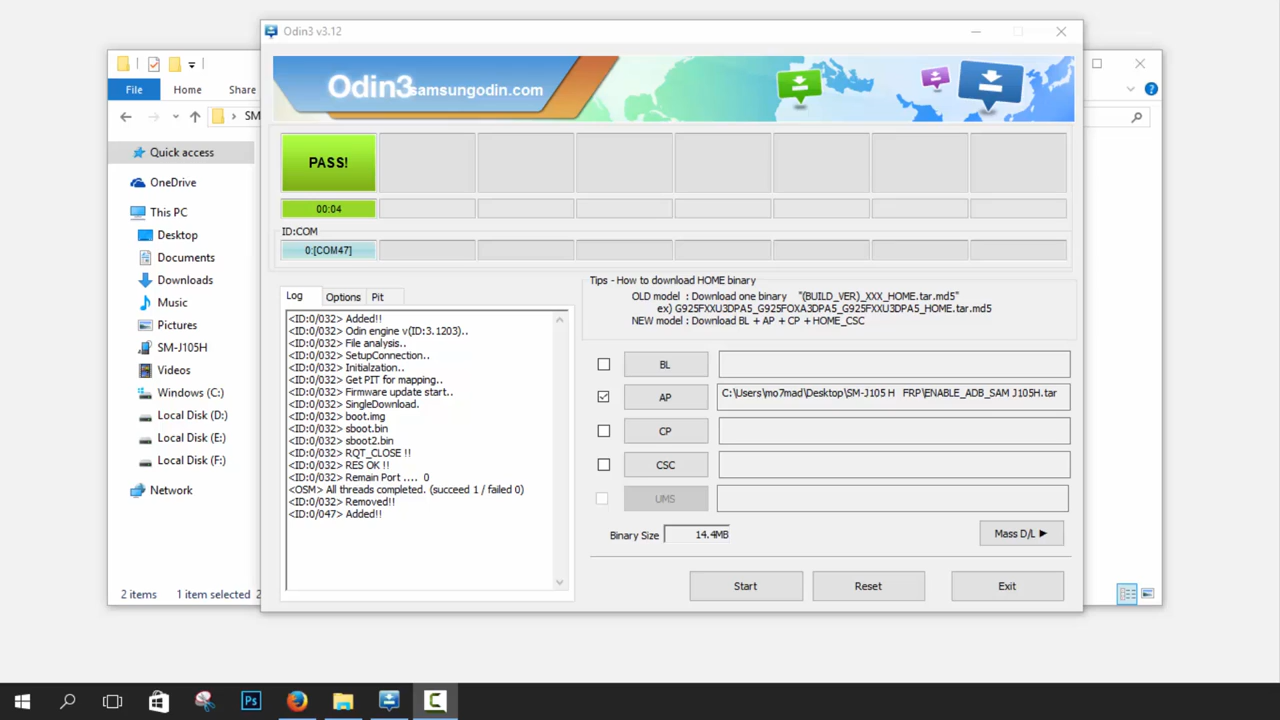 Odin3 v3.12
Odin3samsungodin.com
File
Home
Share
SM
PASS!
00:04
ID:COM
0:[COM47]
Quick access
OneDrive
This PC
Desktop
Documents
Downloads
Music
Pictures
SM-J105H
Videos
Windows (C:)
Local Disk (D:)
Local Disk (E:)
Local Disk (F:)
Network
2 items
1 item selected
Log
Options
Pit
<ID:0/032> Added!!
<ID:0/032> Odin engine v(ID:3.1203)..
<ID:0/032> File analysis..
<ID:0/032> SetupConnection..
<ID:0/032> Initialzation..
<ID:0/032> Get PIT for mapping..
<ID:0/032> Firmware update start..
<ID:0/032> SingleDownload.
<ID:0/032> boot.img
<ID:0/032> sboot.bin
<ID:0/032> sboot2.bin
<ID:0/032> RQT_CLOSE !!
<ID:0/032> RES OK !!
<ID:0/032> Remain Port .... 0
<OSM> All threads completed. (succeed 1 / failed 0)
<ID:0/032> Removed!!
<ID:0/047> Added!!
Tips - How to download HOME binary
OLD model : Download one binary "(BUILD_VER)_XXX_HOME.tar.md5"
ex) G925FXXU3DPA5_G925FOXA3DPA5_G925FXXU3DPA5_HOME.tar.md5
NEW model : Download BL + AP + CP + HOME_CSC
BL
AP
C:\Users\mo7mad\Desktop\SM-J105 H FRP\ENABLE_ADB_SAM J105H.tar
CP
CSC
UMS
Binary Size
14.4MB
Mass D/L ▶
Start
Reset
Exit
Ps
C